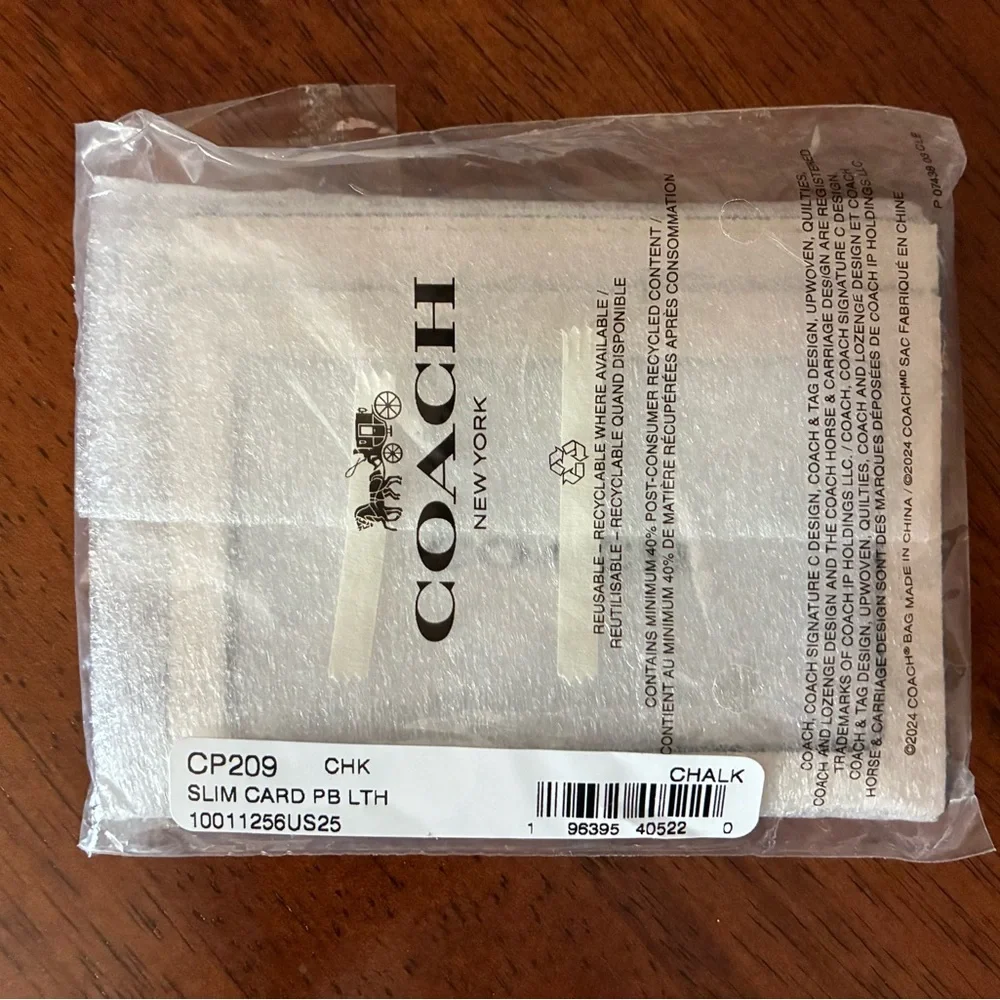 COACH
NEW YORK
REUSABLE – RECYCLABLE WHERE AVAILABLE /
REUTILISABLE – RECYCLABLE QUAND DISPONIBLE
CONTAINS MINIMUM 40% POST-CONSUMER RECYCLED CONTENT /
CONTIENT AU MINIMUM 40% DE MATIÈRE RÉCUPÉRÉES APRÈS CONSOMMATION
COACH, COACH SIGNATURE C DESIGN, COACH & TAG DESIGN, UPWOVEN, QUILTIES,
COACH AND LOZENGE DESIGN AND THE COACH HORSE & CARRIAGE DESIGN ARE REGISTERED
TRADEMARKS OF COACH IP HOLDINGS LLC. / COACH, COACH SIGNATURE C DESIGN,
COACH & TAG DESIGN, UPWOVEN, QUILTIES, COACH AND LOZENGE DESIGN ET COACH
HORSE & CARRIAGE DESIGN SONT DES MARQUES DÉPOSÉES DE COACH IP HOLDINGS LLC
©2024 COACH® BAG MADE IN CHINA / ©2024 COACHMD SAC FABRIQUÉ EN CHINE
CP209 CHK CHALK
SLIM CARD PB LTH
10011256US25
1 96395 40522 0